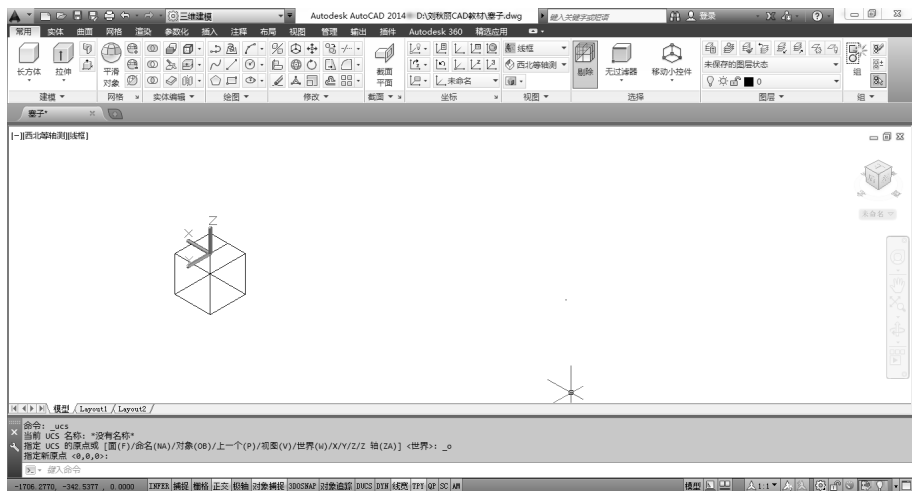 三维建模 Autodesk AutoCAD 2014 D:\刘秋丽CAD教材\塞子.dwg 键入关键字或短语 登录
常用 实体 曲面 网格 渲染 参数化 插入 注释 布局 视图 管理 输出 插件 Autodesk 360 精选应用
长方体 拉伸 平滑对象 截面平面 未命名 线框 西北等轴测 剔除 无过滤器 移动小控件 未保存的图层状态 0 组
建模 网格 实体编辑 绘图 修改 截面 坐标 视图 选择 图层 组
塞子*
[-][西北等轴测][线框]
未命名
Z
X
Y
模型 Layout1 Layout2
命令: _ucs
当前 UCS 名称: *没有名称*
指定 UCS 的原点或 [面(F)/命名(NA)/对象(OB)/上一个(P)/视图(V)/世界(W)/X/Y/Z/Z 轴(ZA)] <世界>: _o
指定新原点 <0,0,0>:
键入命令
-1706.2770, -342.5377 , 0.0000 INFER 捕捉 栅格 正交 极轴 对象捕捉 3DOSNAP 对象追踪 DUCS DYN 线宽 TPY QP SC AM 模型 1:1